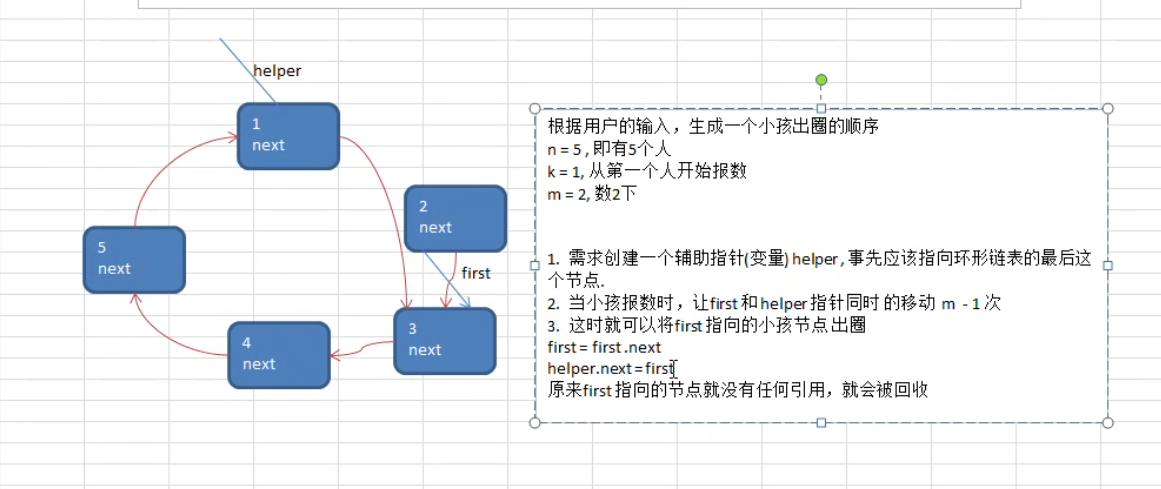 helper
1
next
2
next
first
5
next
3
next
4
next
根据用户的输入，生成一个小孩出圈的顺序
n = 5 , 即有5个人
k = 1, 从第一个人开始报数
m = 2, 数2下
1. 需求创建一个辅助指针(变量) helper , 事先应该指向环形链表的最后这
个节点.
2. 当小孩报数时，让first 和 helper 指针同时 的移动 m - 1 次
3. 这时就可以将first 指向的小孩节点 出圈
first = first .next
helper.next = first
原来first 指向的节点就没有任何引用，就会被回收